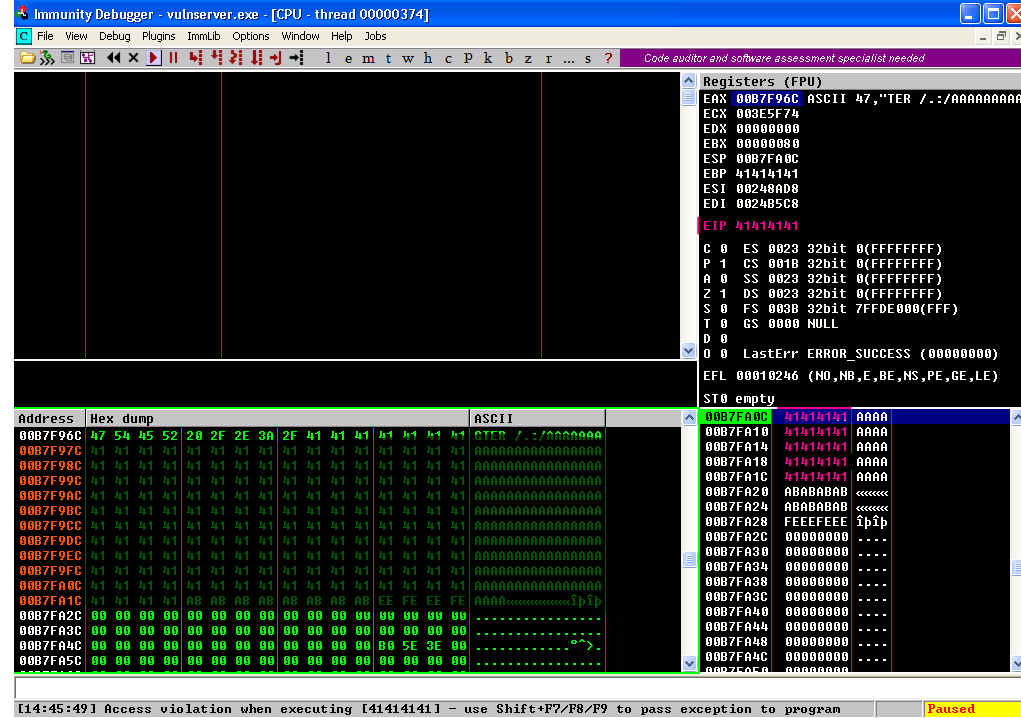 Immunity Debugger - vulnserver.exe - [CPU - thread 00000374]
C File View Debug Plugins ImmLib Options Window Help Jobs
l e m t w h c P k b z r ... s ? Code auditor and software assessment specialist needed
Registers (FPU)
EAX 00B7F96C ASCII 47,"TER /.:/AAAAAAAAA
ECX 003E5F74
EDX 00000000
EBX 00000080
ESP 00B7FA0C
EBP 41414141
ESI 00248AD8
EDI 0024B5C8
EIP 41414141
C 0 ES 0023 32bit 0(FFFFFFFF)
P 1 CS 001B 32bit 0(FFFFFFFF)
A 0 SS 0023 32bit 0(FFFFFFFF)
Z 1 DS 0023 32bit 0(FFFFFFFF)
S 0 FS 003B 32bit 7FFDE000(FFF)
T 0 GS 0000 NULL
D 0
O 0 LastErr ERROR_SUCCESS (00000000)
EFL 00010246 (NO,NB,E,BE,NS,PE,GE,LE)
ST0 empty
Address Hex dump ASCII
00B7F96C 47 54 45 52 20 2F 2E 3A 2F 41 41 41 41 41 41 41 GTER /.:/AAAAAAA
00B7F97C 41 41 41 41 41 41 41 41 41 41 41 41 41 41 41 41 AAAAAAAAAAAAAAAA
00B7F98C 41 41 41 41 41 41 41 41 41 41 41 41 41 41 41 41 AAAAAAAAAAAAAAAA
00B7F99C 41 41 41 41 41 41 41 41 41 41 41 41 41 41 41 41 AAAAAAAAAAAAAAAA
00B7F9AC 41 41 41 41 41 41 41 41 41 41 41 41 41 41 41 41 AAAAAAAAAAAAAAAA
00B7F9BC 41 41 41 41 41 41 41 41 41 41 41 41 41 41 41 41 AAAAAAAAAAAAAAAA
00B7F9CC 41 41 41 41 41 41 41 41 41 41 41 41 41 41 41 41 AAAAAAAAAAAAAAAA
00B7F9DC 41 41 41 41 41 41 41 41 41 41 41 41 41 41 41 41 AAAAAAAAAAAAAAAA
00B7F9EC 41 41 41 41 41 41 41 41 41 41 41 41 41 41 41 41 AAAAAAAAAAAAAAAA
00B7F9FC 41 41 41 41 41 41 41 41 41 41 41 41 41 41 41 41 AAAAAAAAAAAAAAAA
00B7FA0C 41 41 41 41 41 41 41 41 41 41 41 41 41 41 41 41 AAAAAAAAAAAAAAAA
00B7FA1C 41 41 41 41 AB AB AB AB AB AB AB AB EE FE EE FE AAAA««««««««îþîþ
00B7FA2C 00 00 00 00 00 00 00 00 00 00 00 00 00 00 00 00 ................
00B7FA3C 00 00 00 00 00 00 00 00 00 00 00 00 00 00 00 00 ................
00B7FA4C 00 00 00 00 00 00 00 00 00 00 00 00 B0 5E 3E 00 ............°^>.
00B7FA5C 00 00 00 00 00 00 00 00 00 00 00 00 00 00 00 00 ................
00B7FA0C 41414141 AAAA
00B7FA10 41414141 AAAA
00B7FA14 41414141 AAAA
00B7FA18 41414141 AAAA
00B7FA1C 41414141 AAAA
00B7FA20 ABABABAB ««««
00B7FA24 ABABABAB ««««
00B7FA28 FEEEFEEE îþîþ
00B7FA2C 00000000 ....
00B7FA30 00000000 ....
00B7FA34 00000000 ....
00B7FA38 00000000 ....
00B7FA3C 00000000 ....
00B7FA40 00000000 ....
00B7FA44 00000000 ....
00B7FA48 00000000 ....
00B7FA4C 00000000 ....
[14:45:49] Access violation when executing [41414141] - use Shift+F7/F8/F9 to pass exception to program Paused